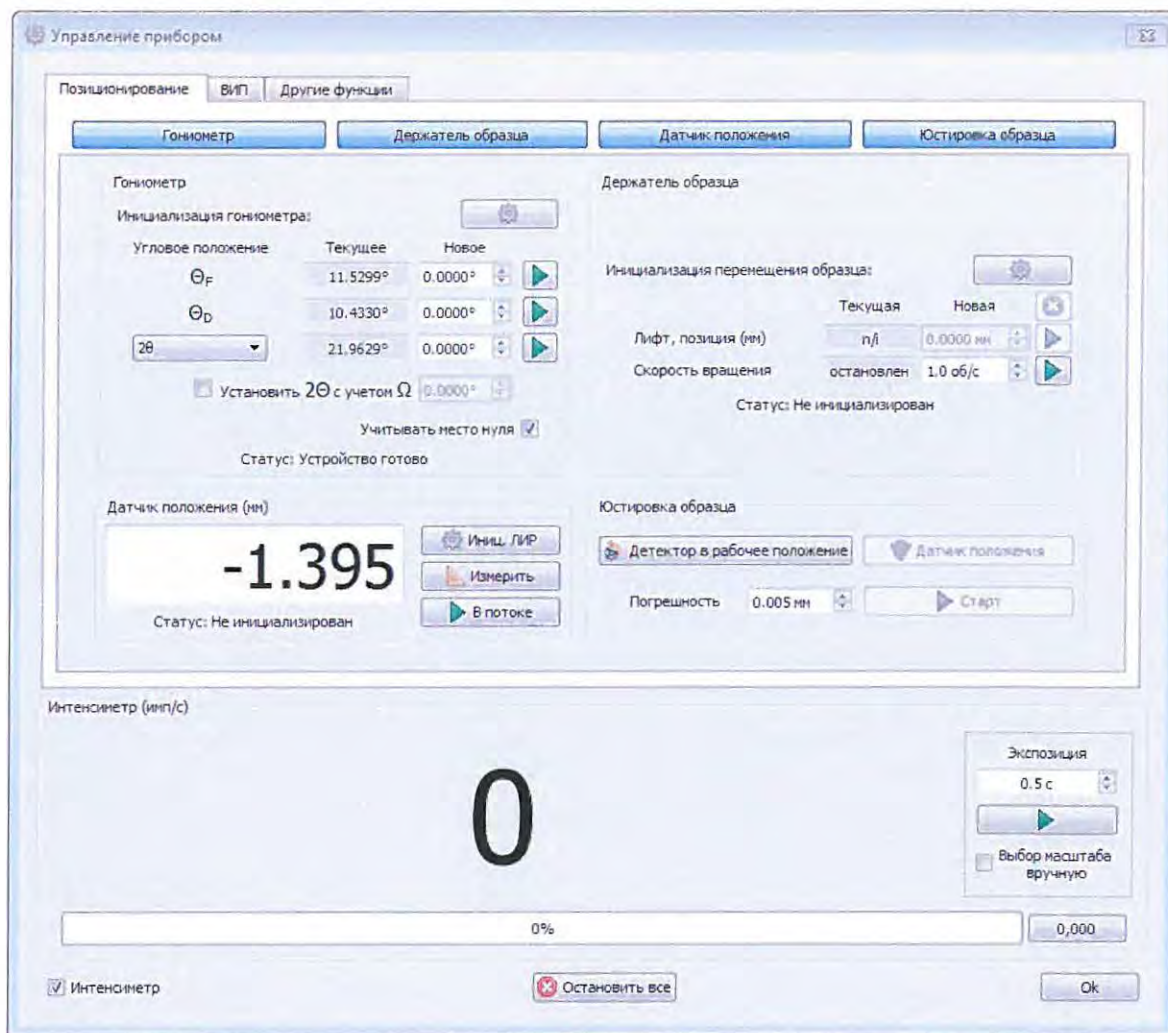 Управление прибором
Позиционирование ВИП Другие функции
Гониометр Держатель образца Датчик положения Юстировка образца
Гониометр
Инициализация гониометра:
Угловое положение Текущее Новое
Θ_F 11.5299° 0.0000°
Θ_D 10.4330° 0.0000°
2θ 21.9629° 0.0000°
Установить 2Θ с учетом Ω 0.0000°
Учитывать место нуля
Статус: Устройство готово
Держатель образца
Инициализация перемещения образца:
Текущая Новая
Лифт, позиция (мм) n/i 0.0000 мм
Скорость вращения остановлен 1.0 об/с
Статус: Не инициализирован
Датчик положения (мм)
-1.395
Иниц. ЛИР
Измерить
В потоке
Статус: Не инициализирован
Юстировка образца
Детектор в рабочее положение Датчик положения
Погрешность 0.005 мм Старт
Интенсиметр (имп/с)
0
Экспозиция
0.5 с
Выбор масштаба
вручную
0% 0,000
Интенсиметр Остановить все Ok